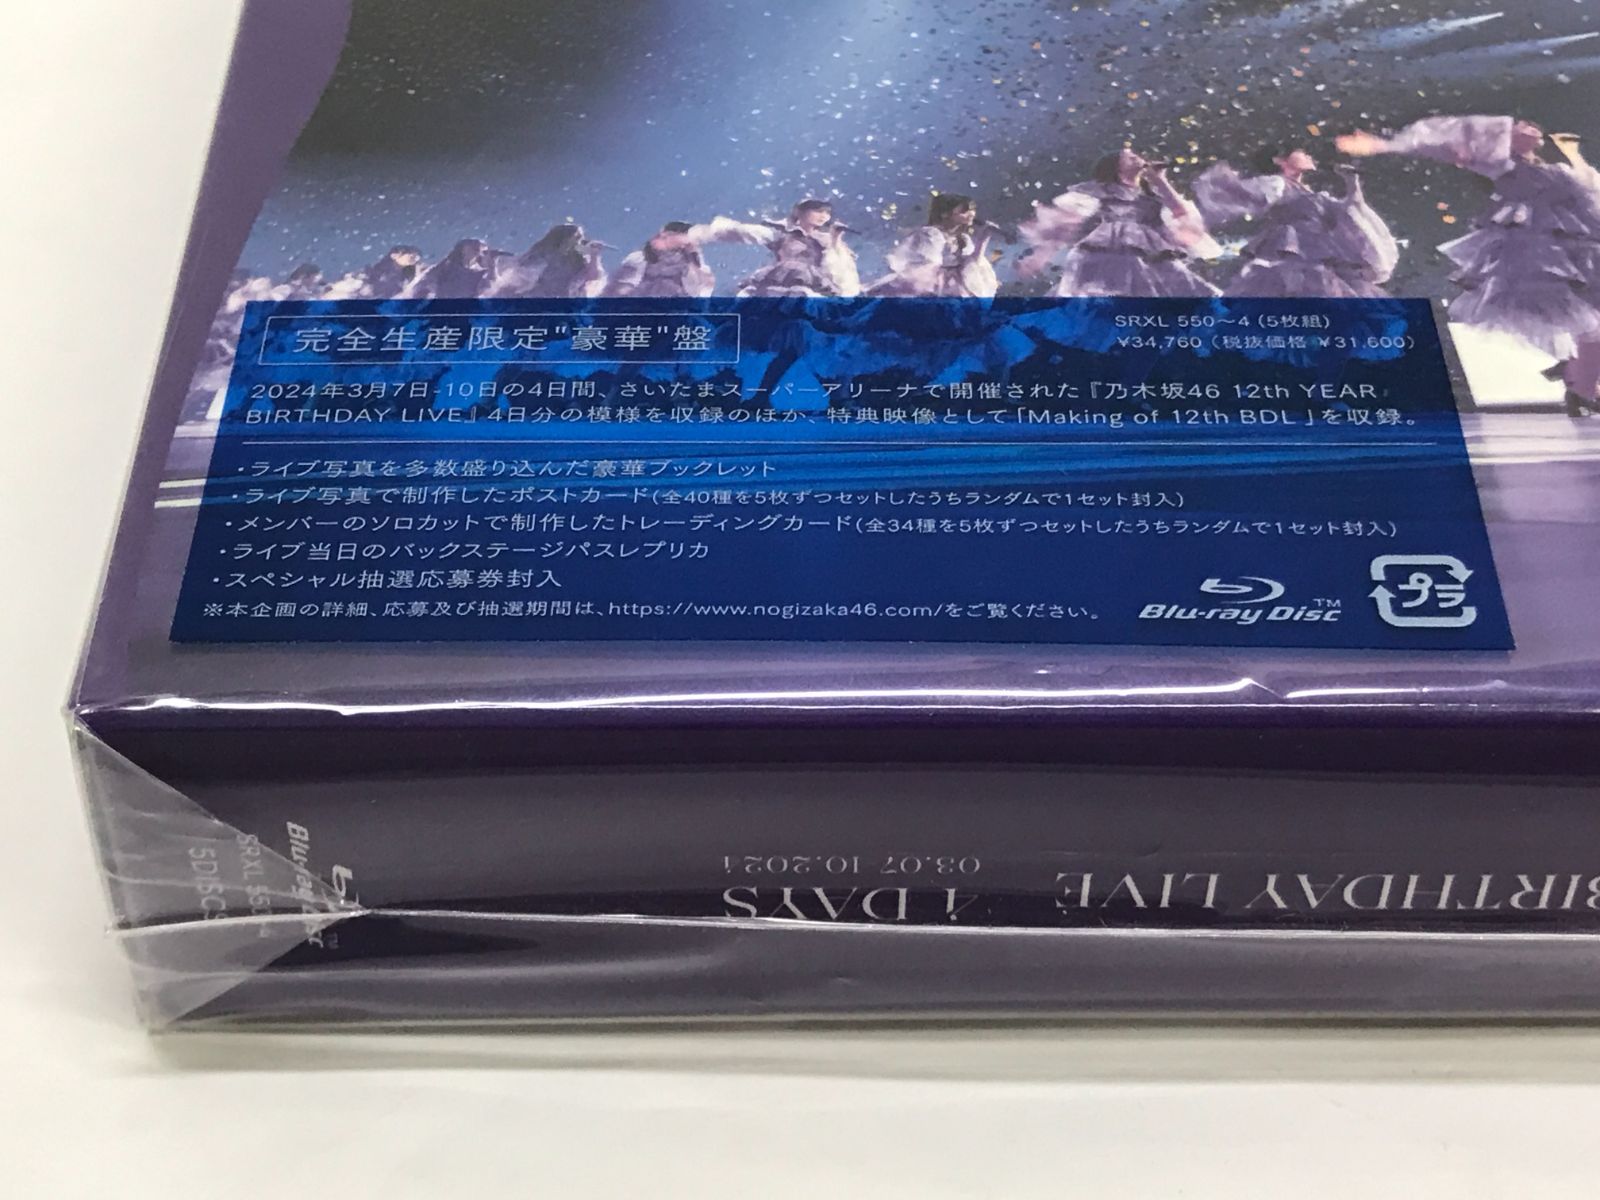 完全生産限定"豪華"盤
SRXL 550～4 (5枚組)
¥34,760 (税抜価格 ¥31,600)
2024年3月7日-10日の4日間、さいたまスーパーアリーナで開催された『乃木坂46 12th YEAR
BIRTHDAY LIVE』4日分の模様を収録のほか、特典映像として「Making of 12th BDL」を収録。
・ライブ写真を多数盛り込んだ豪華ブックレット
・ライブ写真で制作したポストカード(全40種を5枚ずつセットしたうちランダムで1セット封入)
・メンバーのソロカットで制作したトレーディングカード(全34種を5枚ずつセットしたうちランダムで1セット封入)
・ライブ当日のバックステージパスレプリカ
・スペシャル抽選応募券封入
※本企画の詳細、応募及び抽選期間は、https://www.nogizaka46.com/をご覧ください。
Blu-ray Disc™
プラ
BIRTHDAY LIVE
4 DAYS
03.07-10.2024
Blu-ray Disc™
SRXL 550~4
5DISCS